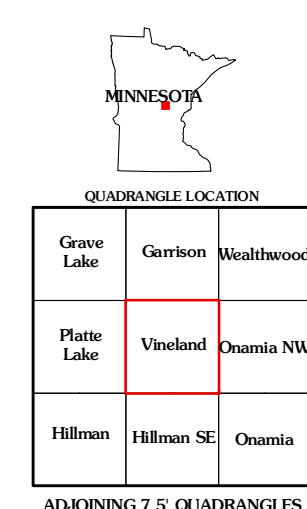 MINNESOTA
QUADRANGLE LOCATION
Grave
Lake
Garrison
Wealthwood
Platte
Lake
Vineland
Onamia NW
Hillman
Hillman SE
Onamia
ADJOINING 7.5' QUADRANGLES